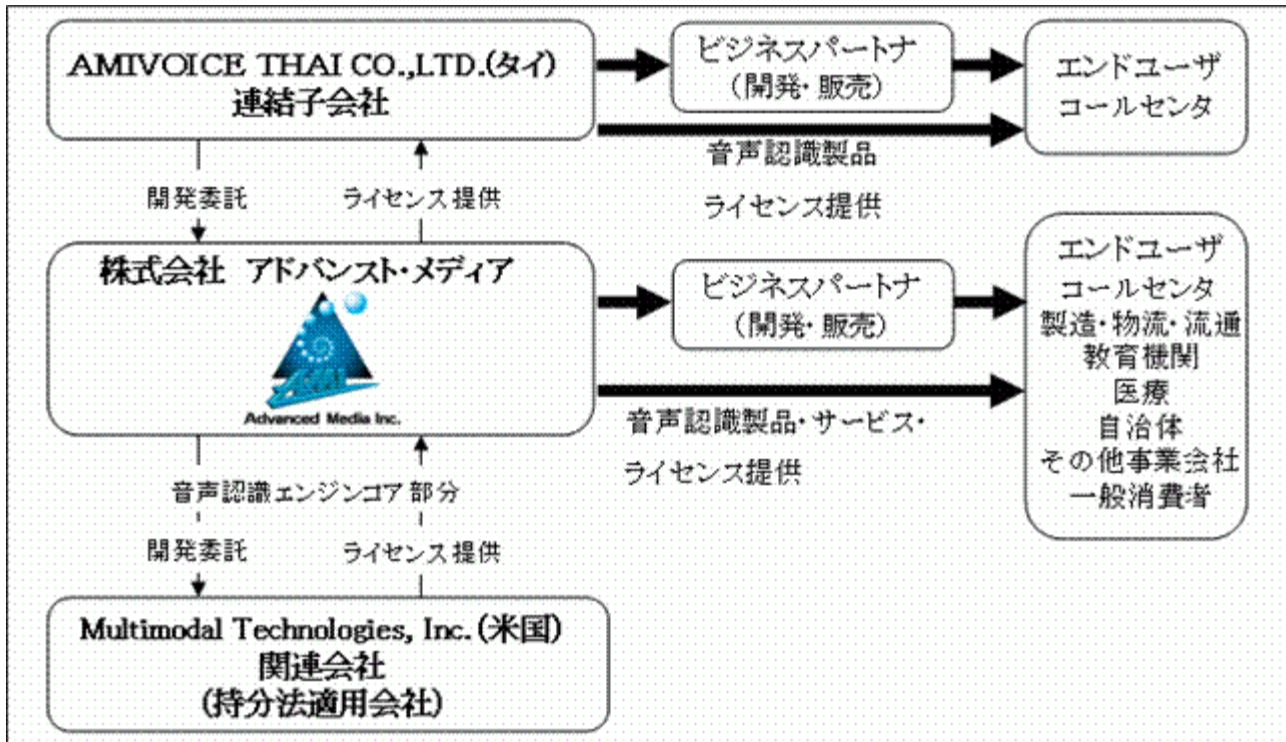 AMIVOICE THAI CO.,LTD.(タイ)
連結子会社
ビジネスパートナ
(開発・販売)
エンドユーザ
コールセンタ
音声認識製品
ライセンス提供
開発委託
ライセンス提供
株式会社 アドバンスト・メディア
AMI
Advanced Media Inc.
ビジネスパートナ
(開発・販売)
エンドユーザ
コールセンタ
製造・物流・流通
教育機関
医療
自治体
その他事業会社
一般消費者
音声認識製品・サービス・
ライセンス提供
音声認識エンジンコア部分
開発委託
ライセンス提供
Multimodal Technologies, Inc.(米国)
関連会社
(持分法適用会社)